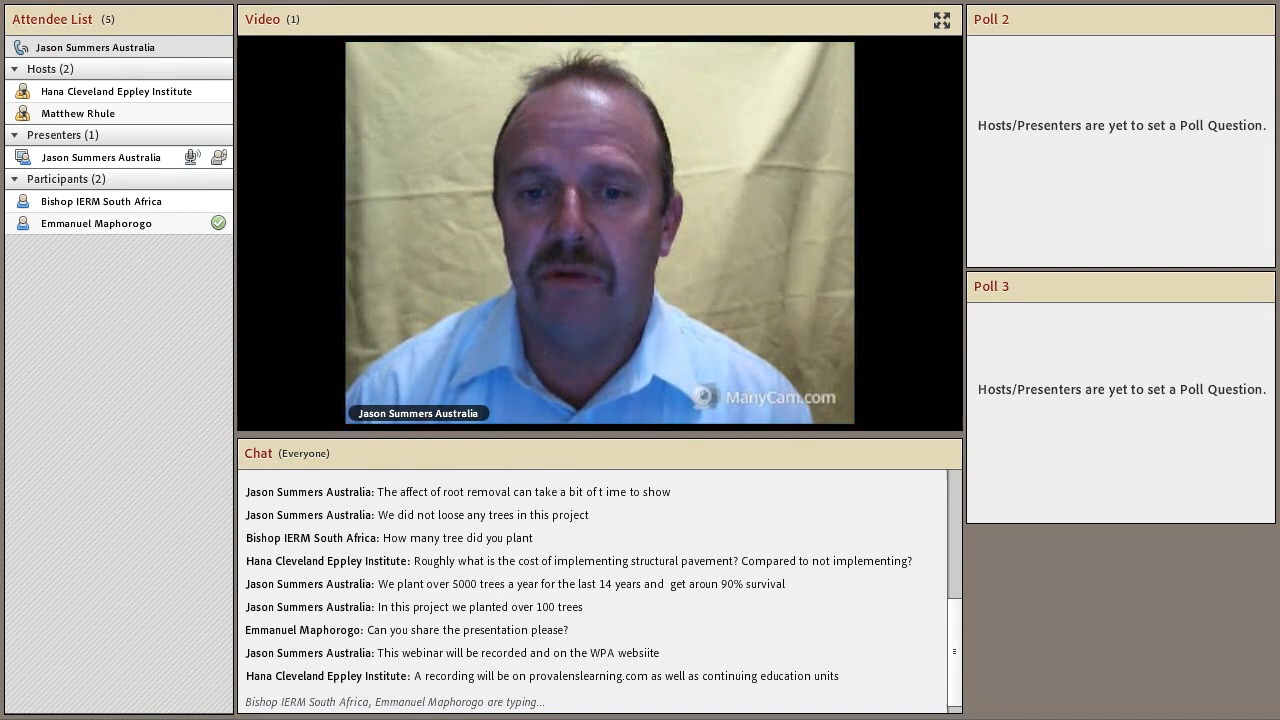 Attendee List (5)
Jason Summers Australia
Hosts (2)
Hana Cleveland Eppley Institute
Matthew Rhule
Presenters (1)
Jason Summers Australia
Participants (2)
Bishop IERM South Africa
Emmanuel Maphorogo
Video (1)
ManyCam.com
Jason Summers Australia
Chat (Everyone)
Jason Summers Australia: The affect of root removal can take a bit of t ime to show
Jason Summers Australia: We did not loose any trees in this project
Bishop IERM South Africa: How many tree did you plant
Hana Cleveland Eppley Institute: Roughly what is the cost of implementing structural pavement? Compared to not implementing?
Jason Summers Australia: We plant over 5000 trees a year for the last 14 years and  get aroun 90% survival
Jason Summers Australia: In this project we planted over 100 trees
Emmanuel Maphorogo: Can you share the presentation please?
Jason Summers Australia: This webinar will be recorded and on the WPA websiite
Hana Cleveland Eppley Institute: A recording will be on provalenslearning.com as well as continuing education units
Bishop IERM South Africa, Emmanuel Maphorogo are typing...
Poll 2
Hosts/Presenters are yet to set a Poll Question.
Poll 3
Hosts/Presenters are yet to set a Poll Question.